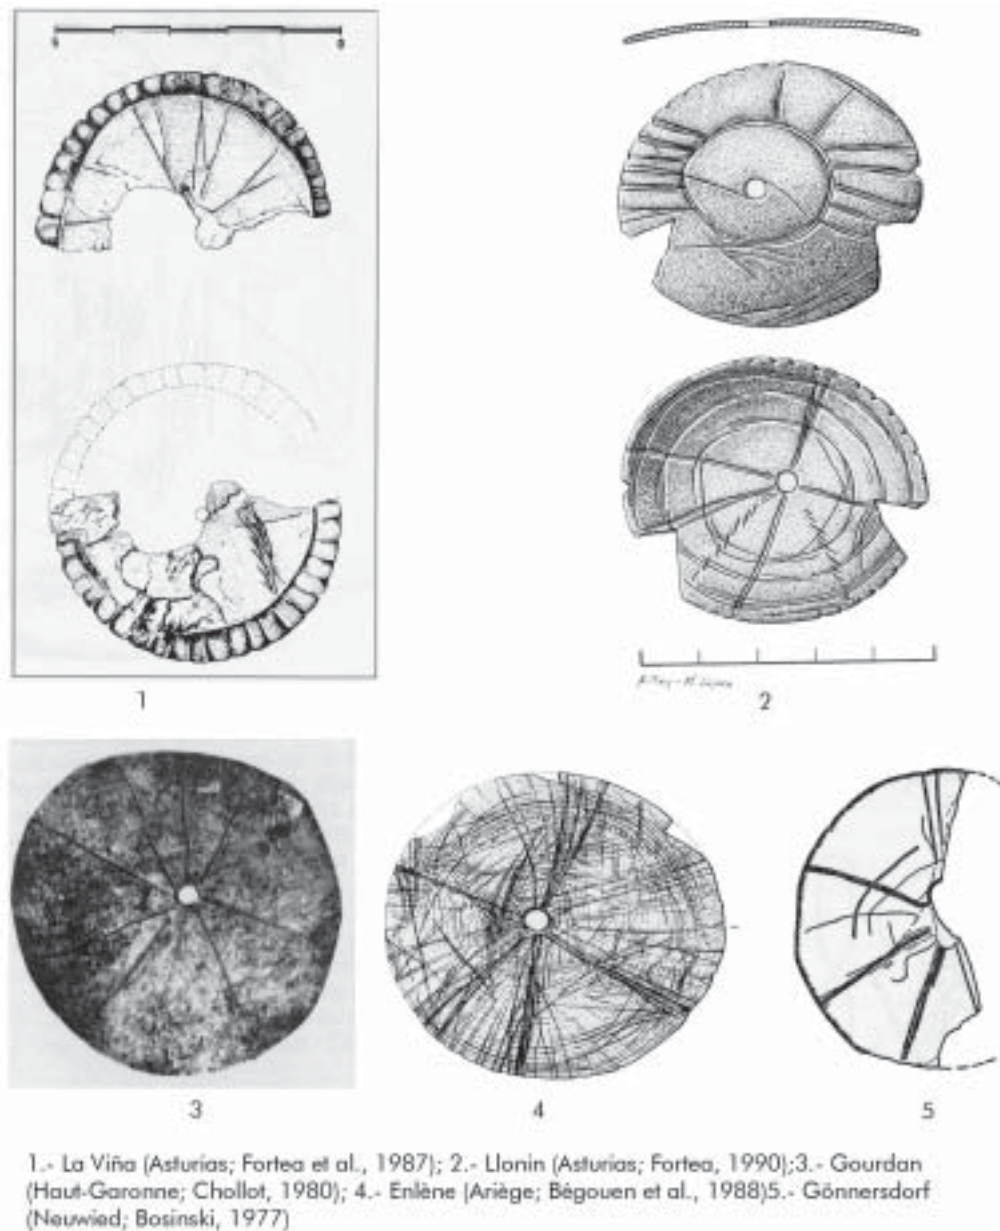 1
2
3
4
5
1.- La Viña (Asturias; Fortea et al., 1987); 2.- Llonin (Asturias; Fortea, 1990);3.- Gourdan
(Haut-Garonne; Chollot, 1980); 4.- Enlène (Ariège; Bégouen et al., 1988)5.- Gönnersdorf
(Neuwied; Bosinski, 1977)